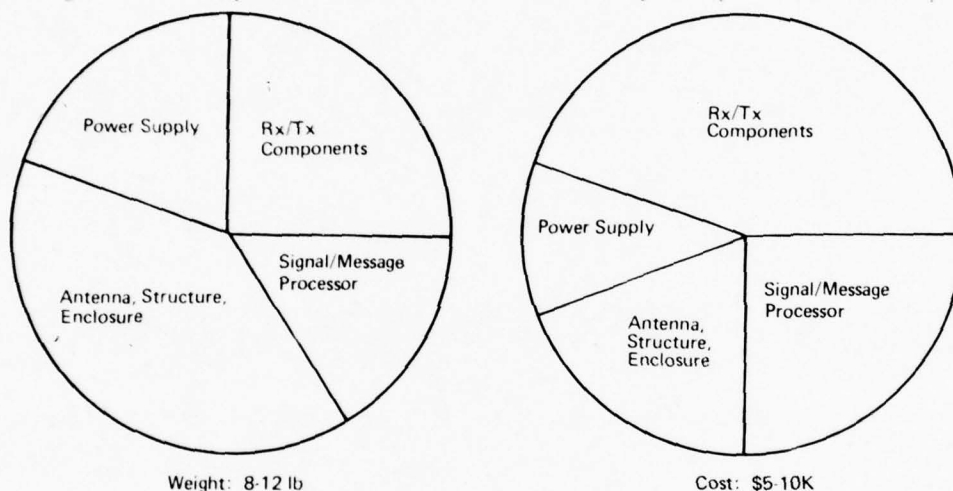 Power Supply
Rx/Tx
Components
Signal/Message
Processor
Antenna, Structure,
Enclosure
Weight: 8-12 lb
Rx/Tx
Components
Power Supply
Signal/Message
Processor
Antenna,
Structure,
Enclosure
Cost: $5-10K